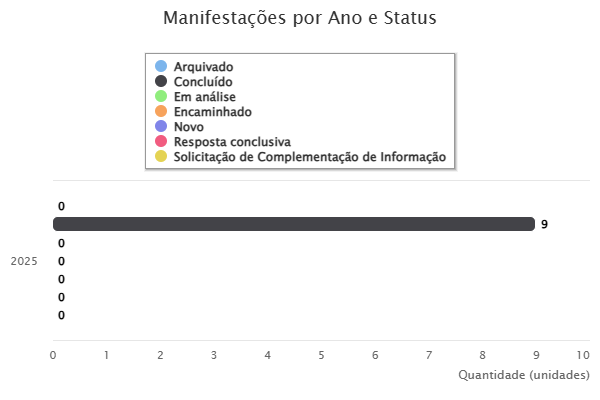 Manifestações por Ano e Status
Arquivado
Concluído
Em análise
Encaminhado
Novo
Resposta conclusiva
Solicitação de Complementação de Informação
0
9
0
2025
0
0
0
0
0 1 2 3 4 5 6 7 8 9 10
Quantidade (unidades)